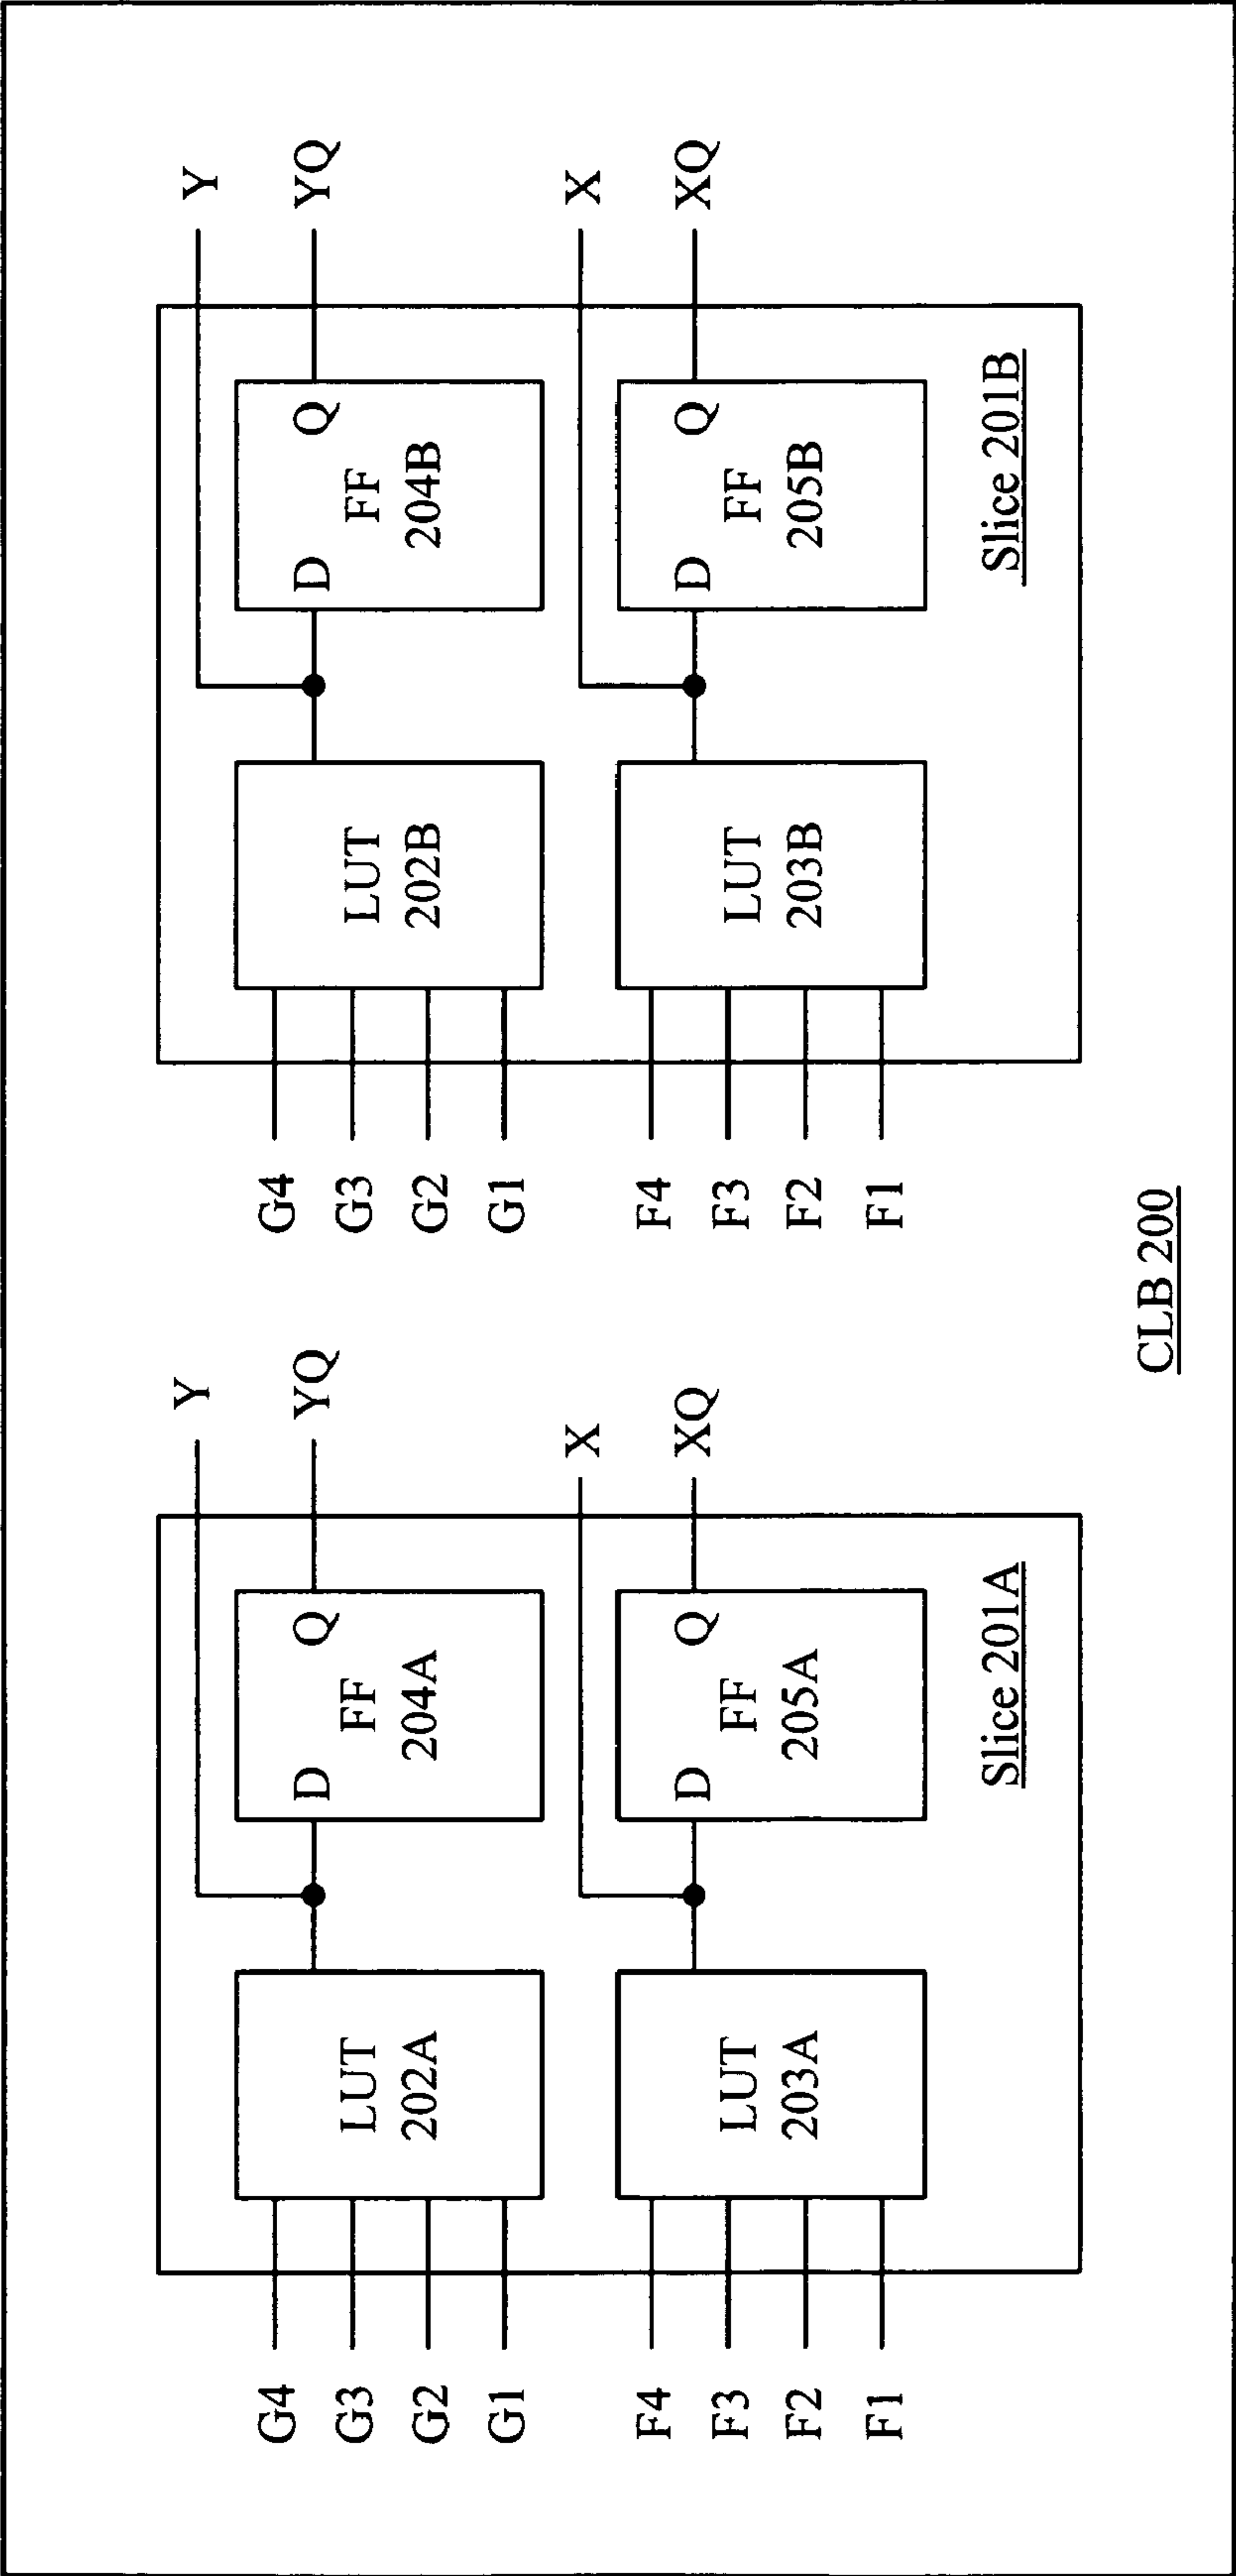 Y
YQ
X
XQ
G4
G3
G2
G1
F4
F3
F2
F1
LUT
202A
D
Q
FF
204A
LUT
203A
D
Q
FF
205A
Slice 201A
Y
YQ
X
XQ
G4
G3
G2
G1
F4
F3
F2
F1
LUT
202B
D
Q
FF
204B
LUT
203B
D
Q
FF
205B
Slice 201B
CLB 200